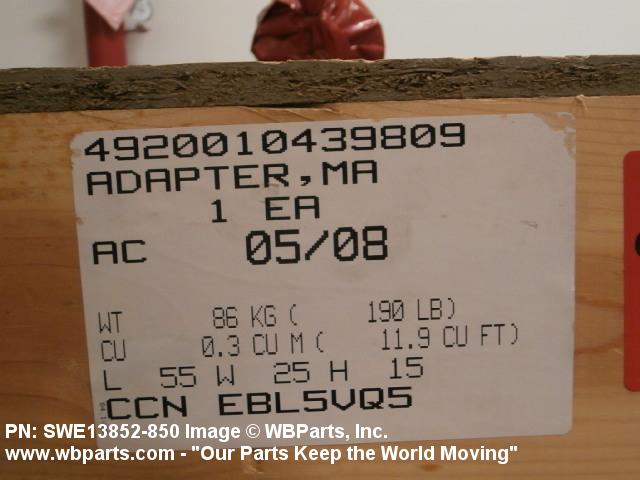 4920010439809
ADAPTER,MA
1 EA
AC 05/08
WT 86 KG ( 190 LB)
CU 0.3 CU M ( 11.9 CU FT)
L 55 W 25 H 15
CCN EBL5VQ5
PN: SWE13852-850 Image © WBParts, Inc.
www.wbparts.com - "Our Parts Keep the World Moving"